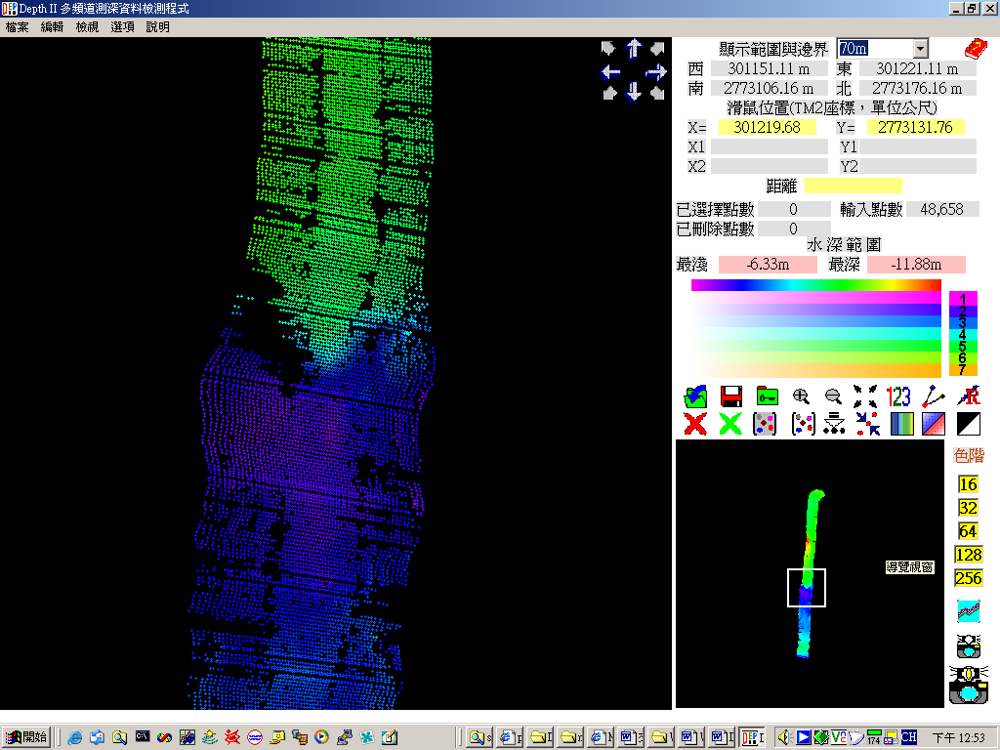 Depth II 多頻道測深資料檢測程式
檔案 編輯 檢視 選項 說明
顯示範圍與邊界 70m
西 301151.11 m 東 301221.11 m
南 2773106.16 m 北 2773176.16 m
滑鼠位置(TM2座標，單位公尺)
X= 301219.68 Y= 2773131.76
X1 Y1
X2 Y2
距離
已選擇點數 0 輸入點數 48,658
已刪除點數 0
水深範圍
最淺 -6.33m 最深 -11.88m
1
2
3
4
5
6
7
123
R
色階
16
32
64
128
256
導覽視窗
開始
174
CH
下午 12:53